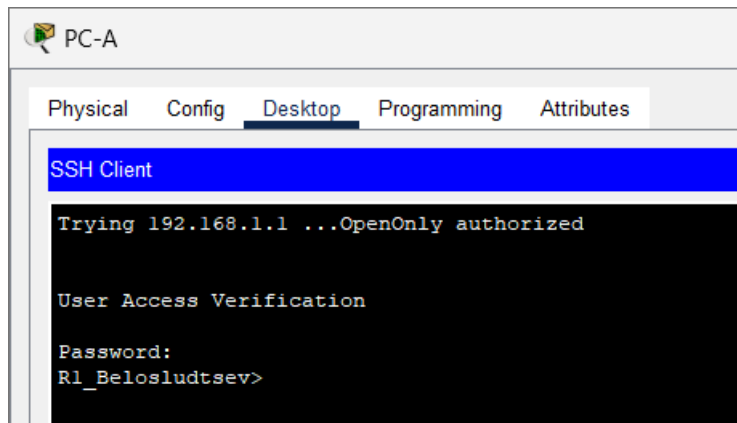 PC-A
Physical Config Desktop Programming Attributes
SSH Client
Trying 192.168.1.1 ...OpenOnly authorized
User Access Verification
Password:
R1_Belosludtsev>